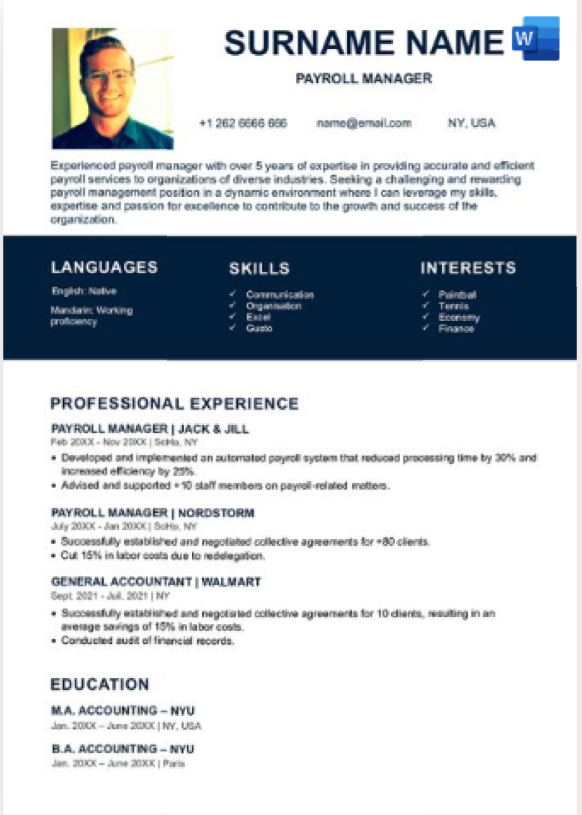 SURNAME NAME
W
PAYROLL MANAGER
+1 262 6666 666 name@email.com NY, USA
Experienced payroll manager with over 5 years of expertise in providing accurate and efficient
payroll services to organizations of diverse industries. Seeking a challenging and rewarding
payroll management position in a dynamic environment where I can leverage my skills,
expertise and passion for excellence to contribute to the growth and success of the
organization.
LANGUAGES
English: Native
Mandarin: Working
proficiency
SKILLS
✓ Communication
✓ Organisation
✓ Excel
✓ Gusto
INTERESTS
✓ Paintball
✓ Tennis
✓ Economy
✓ Finance
PROFESSIONAL EXPERIENCE
PAYROLL MANAGER | JACK & JILL
Feb 20XX - Nov 20XX | SoHo, NY
• Developed and implemented an automated payroll system that reduced processing time by 30% and
increased efficiency by 25%.
• Advised and supported +10 staff members on payroll-related matters.
PAYROLL MANAGER | NORDSTORM
July 20XX - Jan 20XX | SoHo, NY
• Successfully established and negotiated collective agreements for +80 clients.
• Cut 15% in labor costs due to redelegation.
GENERAL ACCOUNTANT | WALMART
Sept. 2021 - Juil. 2021 | NY
• Successfully established and negotiated collective agreements for 10 clients, resulting in an
average savings of 15% in labor costs.
• Conducted audit of financial records.
EDUCATION
M.A. ACCOUNTING – NYU
Jan. 20XX – June 20XX | NY, USA
B.A. ACCOUNTING – NYU
Jan. 20XX – June 20XX | Paris